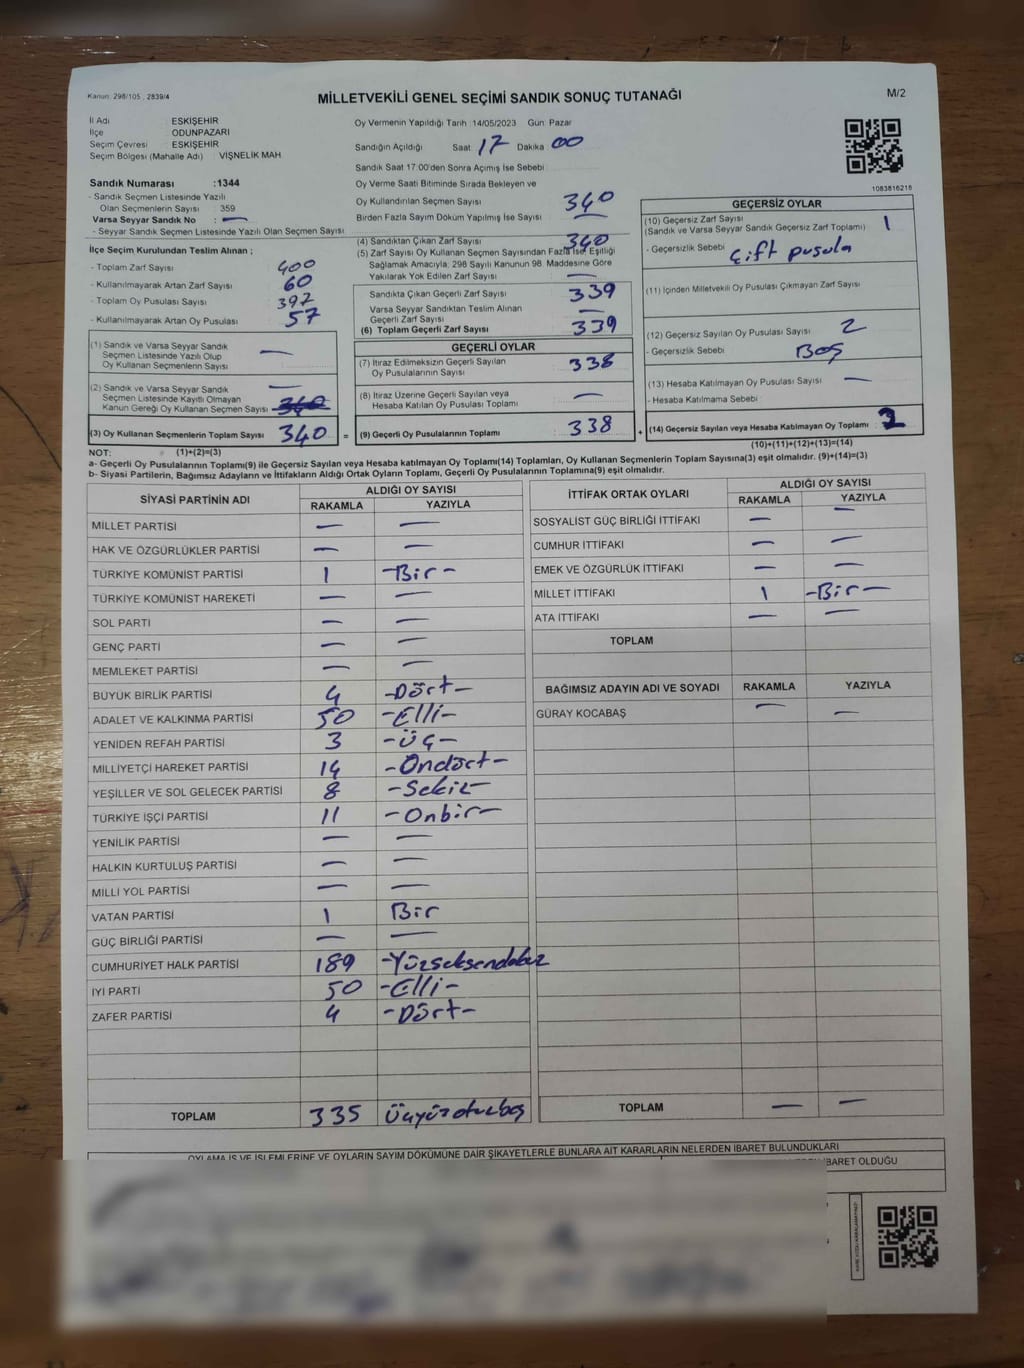 Kanun: 298/105 , 2839/4
MİLLETVEKİLİ GENEL SEÇİMİ SANDIK SONUÇ TUTANAĞI
M/2
İl Adı : ESKİŞEHİR
İlçe : ODUNPAZARI
Seçim Çevresi : ESKİŞEHİR
Seçim Bölgesi (Mahalle Adı) : VİŞNELİK MAH
Oy Vermenin Yapıldığı Tarih :14/05/2023 Gün: Pazar
Sandığın Açıldığı Saat 17 Dakika 00
Sandık Saat 17:00'den Sonra Açımış İse Sebebi :
Sandık Numarası :1344
- Sandık Seçmen Listesinde Yazılı
Olan Seçmenlerin Sayısı : 359
Varsa Seyyar Sandık No : —
- Seyyar Sandık Seçmen Listesinde Yazılı Olan Seçmen Sayısı :
Oy Verme Saati Bitiminde Sırada Bekleyen ve
Oy Kullandırılan Seçmen Sayısı : 340
Birden Fazla Sayım Döküm Yapılmış İse Sayısı : —
1083816218
İlçe Seçim Kurulundan Teslim Alınan ;
- Toplam Zarf Sayısı : 400
- Kullanılmayarak Artan Zarf Sayısı : 60
- Toplam Oy Pusulası Sayısı : 397
- Kullanılmayarak Artan Oy Pusulası : 57
(1) Sandık ve Varsa Seyyar Sandık
Seçmen Listesinde Yazılı Olup
Oy Kullanan Seçmenlerin Sayısı : —
(2) Sandık ve Varsa Seyyar Sandık —
Seçmen Listesinde Kayıtlı Olmayan
Kanun Gereği Oy Kullanan Seçmen Sayısı : 340
(3) Oy Kullanan Seçmenlerin Toplam Sayısı : 340 =
(4) Sandıktan Çıkan Zarf Sayısı : 340
(5) Zarf Sayısı Oy Kullanan Seçmen Sayısından Fazla İse, Eşitliği
Sağlamak Amacıyla, 298 Sayılı Kanunun 98. Maddesine Göre
Yakılarak Yok Edilen Zarf Sayısı : —
Sandıkta Çıkan Geçerli Zarf Sayısı : 339
Varsa Seyyar Sandıktan Teslim Alınan
Geçerli Zarf Sayısı : —
(6) Toplam Geçerli Zarf Sayısı : 339
GEÇERLİ OYLAR
(7) İtiraz Edilmeksizin Geçerli Sayılan
Oy Pusulalarının Sayısı : 338
(8) İtiraz Üzerine Geçerli Sayılan veya
Hesaba Katılan Oy Pusulası Toplamı : —
(9) Geçerli Oy Pusulalarının Toplamı : 338 +
GEÇERSİZ OYLAR
(10) Geçersiz Zarf Sayısı : 1
(Sandık ve Varsa Seyyar Sandık Geçersiz Zarf Toplamı)
- Geçersizlik Sebebi : Çift pusula
(11) İçinden Milletvekili Oy Pusulası Çıkmayan Zarf Sayısı :
(12) Geçersiz Sayılan Oy Pusulası Sayısı : 2
- Geçersizlik Sebebi : Boş
(13) Hesaba Katılmayan Oy Pusulası Sayısı : —
- Hesaba Katılmama Sebebi :
(14) Geçersiz Sayılan veya Hesaba Katılmayan Oy Toplamı :
(10)+(11)+(12)+(13)=(14)
NOT: (1)+(2)=(3)
a- Geçerli Oy Pusulalarının Toplamı(9) ile Geçersiz Sayılan veya Hesaba katılmayan Oy Toplamı(14) Toplamları, Oy Kullanan Seçmenlerin Toplam Sayısına(3) eşit olmalıdır. (9)+(14)=(3)
b- Siyasi Partilerin, Bağımsız Adayların ve İttifakların Aldığı Ortak Oyların Toplamı, Geçerli Oy Pusulalarının Toplamına(9) eşit olmalıdır.
SİYASİ PARTİNİN ADI ALDIĞI OY SAYISI
RAKAMLA YAZIYLA
MİLLET PARTİSİ — —
HAK VE ÖZGÜRLÜKLER PARTİSİ — —
TÜRKİYE KOMÜNİST PARTİSİ 1 -Bir-
TÜRKİYE KOMÜNİST HAREKETİ — —
SOL PARTİ — —
GENÇ PARTİ — —
MEMLEKET PARTİSİ — —
BÜYÜK BİRLİK PARTİSİ 4 -Dört-
ADALET VE KALKINMA PARTİSİ 50 -Elli-
YENİDEN REFAH PARTİSİ 3 -Üç-
MİLLİYETÇİ HAREKET PARTİSİ 14 -Ondört-
YEŞİLLER VE SOL GELECEK PARTİSİ 8 -Sekiz-
TÜRKİYE İŞÇİ PARTİSİ 11 -Onbir-
YENİLİK PARTİSİ — —
HALKIN KURTULUŞ PARTİSİ — —
MİLLİ YOL PARTİSİ — —
VATAN PARTİSİ 1 Bir
GÜÇ BİRLİĞİ PARTİSİ — —
CUMHURİYET HALK PARTİSİ 189 -Yüzseksendokuz
İYİ PARTİ 50 -Elli-
ZAFER PARTİSİ 4 -Dört-
TOPLAM 335 Üçyüzotuzbeş
İTTİFAK ORTAK OYLARI ALDIĞI OY SAYISI
RAKAMLA YAZIYLA
SOSYALİST GÜÇ BİRLİĞİ İTTİFAKI — —
CUMHUR İTTİFAKI — —
EMEK VE ÖZGÜRLÜK İTTİFAKI — —
MİLLET İTTİFAKI 1 -Bir-
ATA İTTİFAKI — —
TOPLAM
BAĞIMSIZ ADAYIN ADI VE SOYADI RAKAMLA YAZIYLA
GÜRAY KOCABAŞ — —
TOPLAM — —
OYLAMA İŞ VE İŞLEMLERİNE VE OYLARIN SAYIM DÖKÜMÜNE DAİR ŞİKAYETLERLE BUNLARA AİT KARARLARIN NELERDEN İBARET BULUNDUKLARI
İBARET OLDUĞU